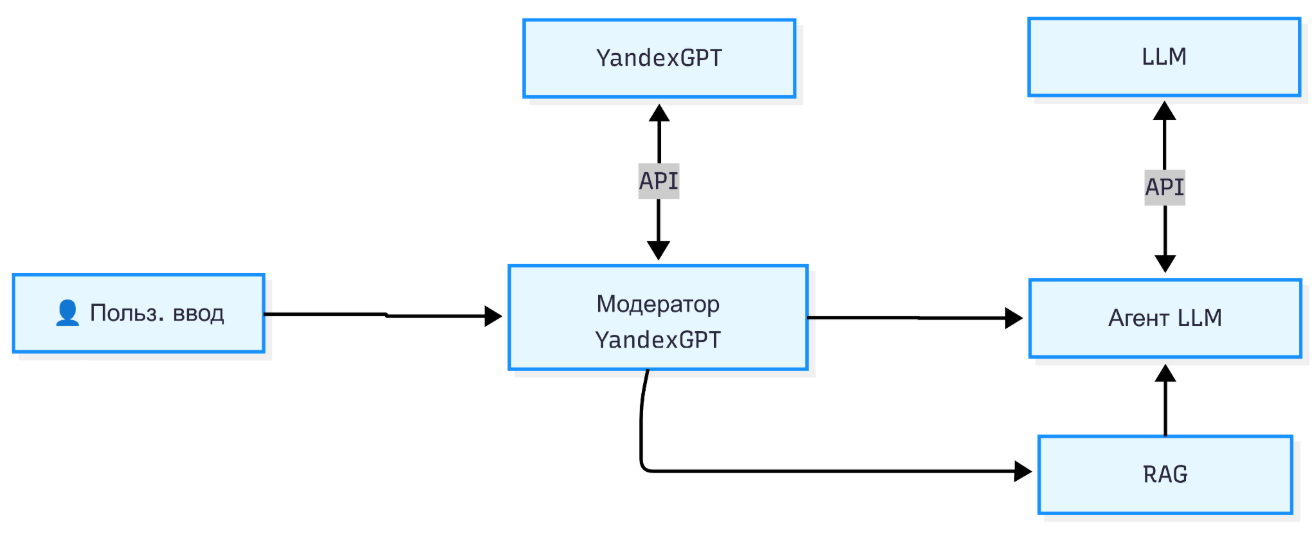 YandexGPT
LLM
API
API
Польз. ввод
Модератор
YandexGPT
Агент LLM
RAG